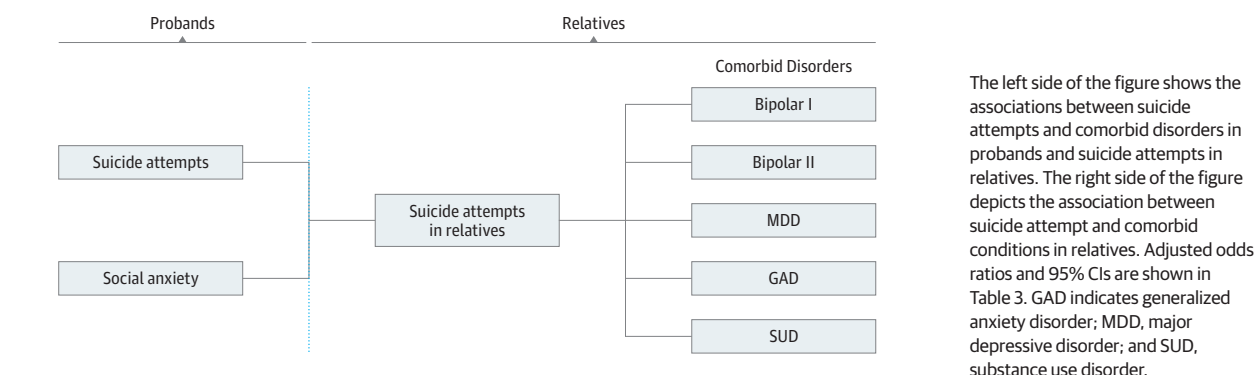 Probands
Relatives
Comorbid Disorders
Bipolar I
Suicide attempts
Bipolar II
Suicide attempts
in relatives
MDD
Social anxiety
GAD
SUD
The left side of the figure shows the
associations between suicide
attempts and comorbid disorders in
probands and suicide attempts in
relatives. The right side of the figure
depicts the association between
suicide attempt and comorbid
conditions in relatives. Adjusted odds
ratios and 95% CIs are shown in
Table 3. GAD indicates generalized
anxiety disorder; MDD, major
depressive disorder; and SUD,
substance use disorder.